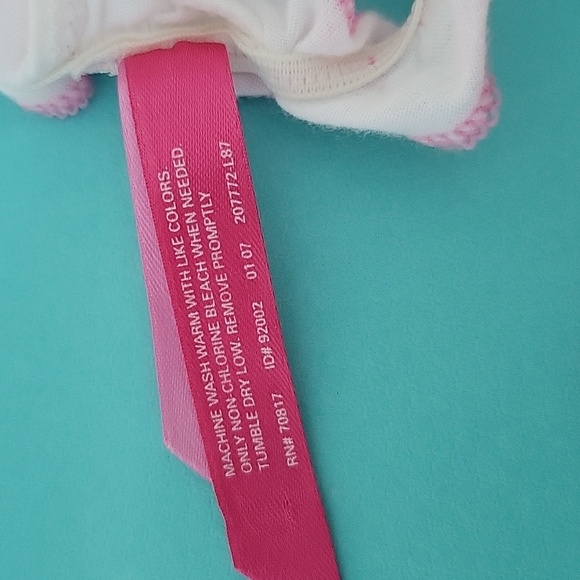 MACHINE WASH WARM WITH LIKE COLORS.
ONLY NON-CHLORINE BLEACH WHEN NEEDED
TUMBLE DRY LOW. REMOVE PROMPTLY
RN# 70817 ID# 92002 01 07 207772-L87